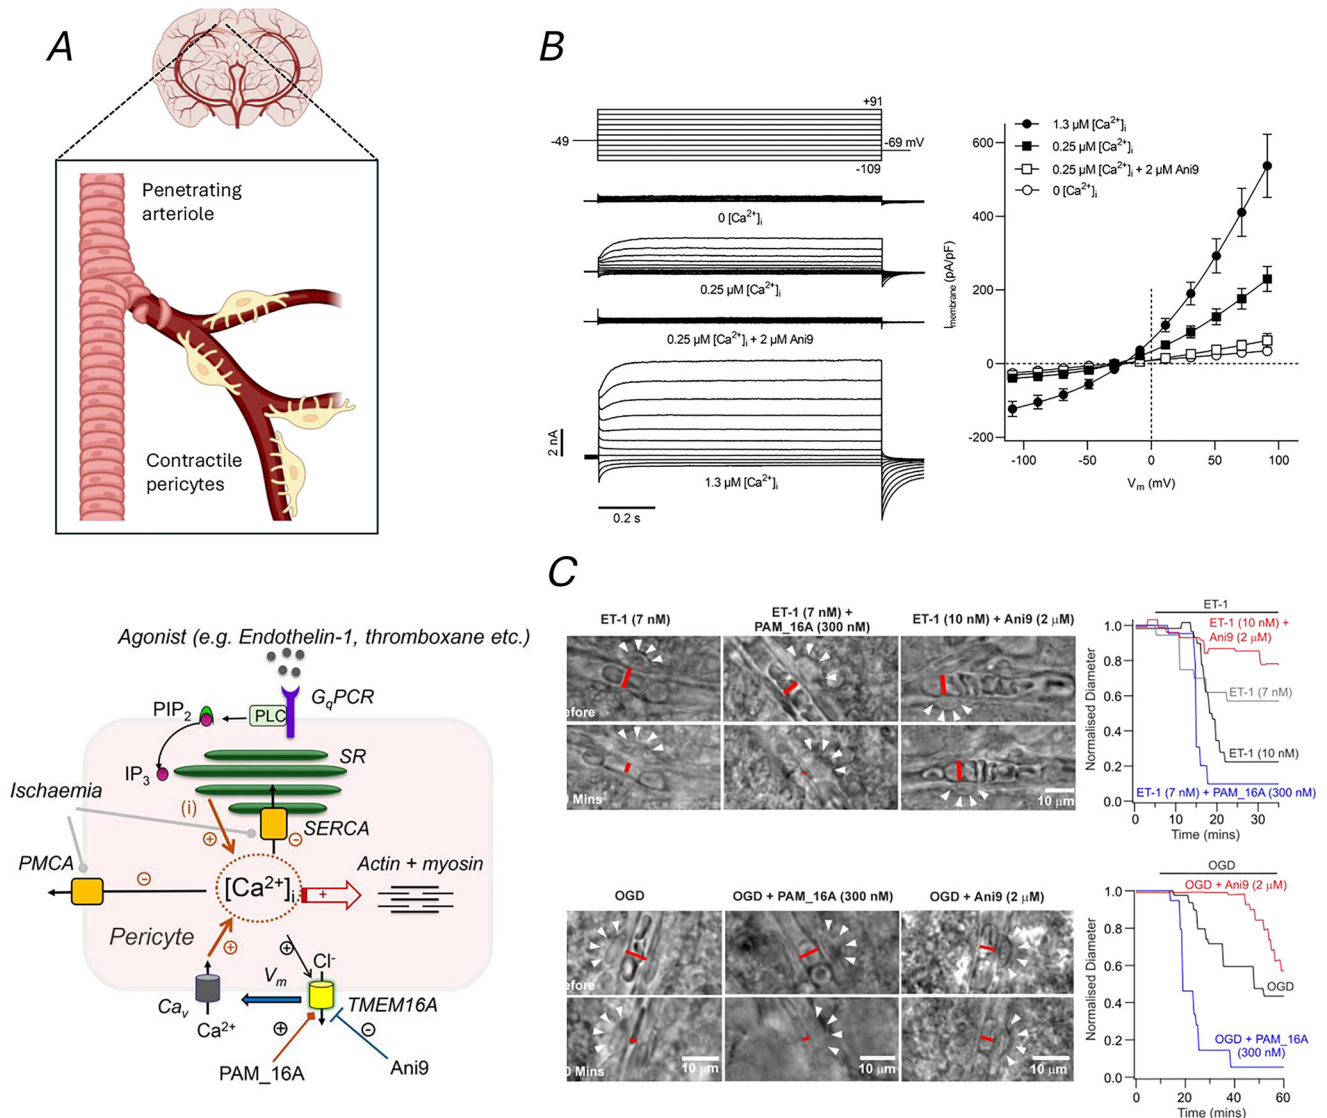 A
Penetrating
arteriole
Contractile
pericytes
B
+91
-49
-69 mV
-109
0 [Ca²⁺]ᵢ
0.25 µM [Ca²⁺]ᵢ
0.25 µM [Ca²⁺]ᵢ + 2 µM Ani9
1.3 µM [Ca²⁺]ᵢ
2 nA
0.2 s
1.3 µM [Ca²⁺]ᵢ
0.25 µM [Ca²⁺]ᵢ
0.25 µM [Ca²⁺]ᵢ + 2 µM Ani9
0 [Ca²⁺]ᵢ
Imembrane (pA/pF)
600
400
200
0
-200
-100
-50
0
50
100
Vm (mV)
Agonist (e.g. Endothelin-1, thromboxane etc.)
GqPCR
PLC
PIP₂
IP₃
SR
Ischaemia
(i)
+
SERCA
-
PMCA
-
[Ca²⁺]ᵢ
+
Actin + myosin
Pericyte
+
+
Cl⁻
Vm
Caᵥ
Ca²⁺
TMEM16A
+
-
PAM_16A
Ani9
C
ET-1 (7 nM)
ET-1 (7 nM) +
PAM_16A (300 nM)
ET-1 (10 nM) + Ani9 (2 µM)
efore
Mins
10 µm
ET-1
ET-1 (10 nM) +
Ani9 (2 µM)
ET-1 (7 nM)
ET-1 (10 nM)
ET-1 (7 nM) + PAM_16A (300 nM)
Normalised Diameter
1.0
0.8
0.6
0.4
0.2
0.0
0
10
20
30
Time (mins)
OGD
OGD + PAM_16A (300 nM)
OGD + Ani9 (2 µM)
efore
Mins
10 µm
10 µm
10 µm
OGD
OGD + Ani9 (2 µM)
OGD
OGD + PAM_16A
(300 nM)
Normalised Diameter
1.0
0.8
0.6
0.4
0.2
0.0
0
20
40
60
Time (mins)